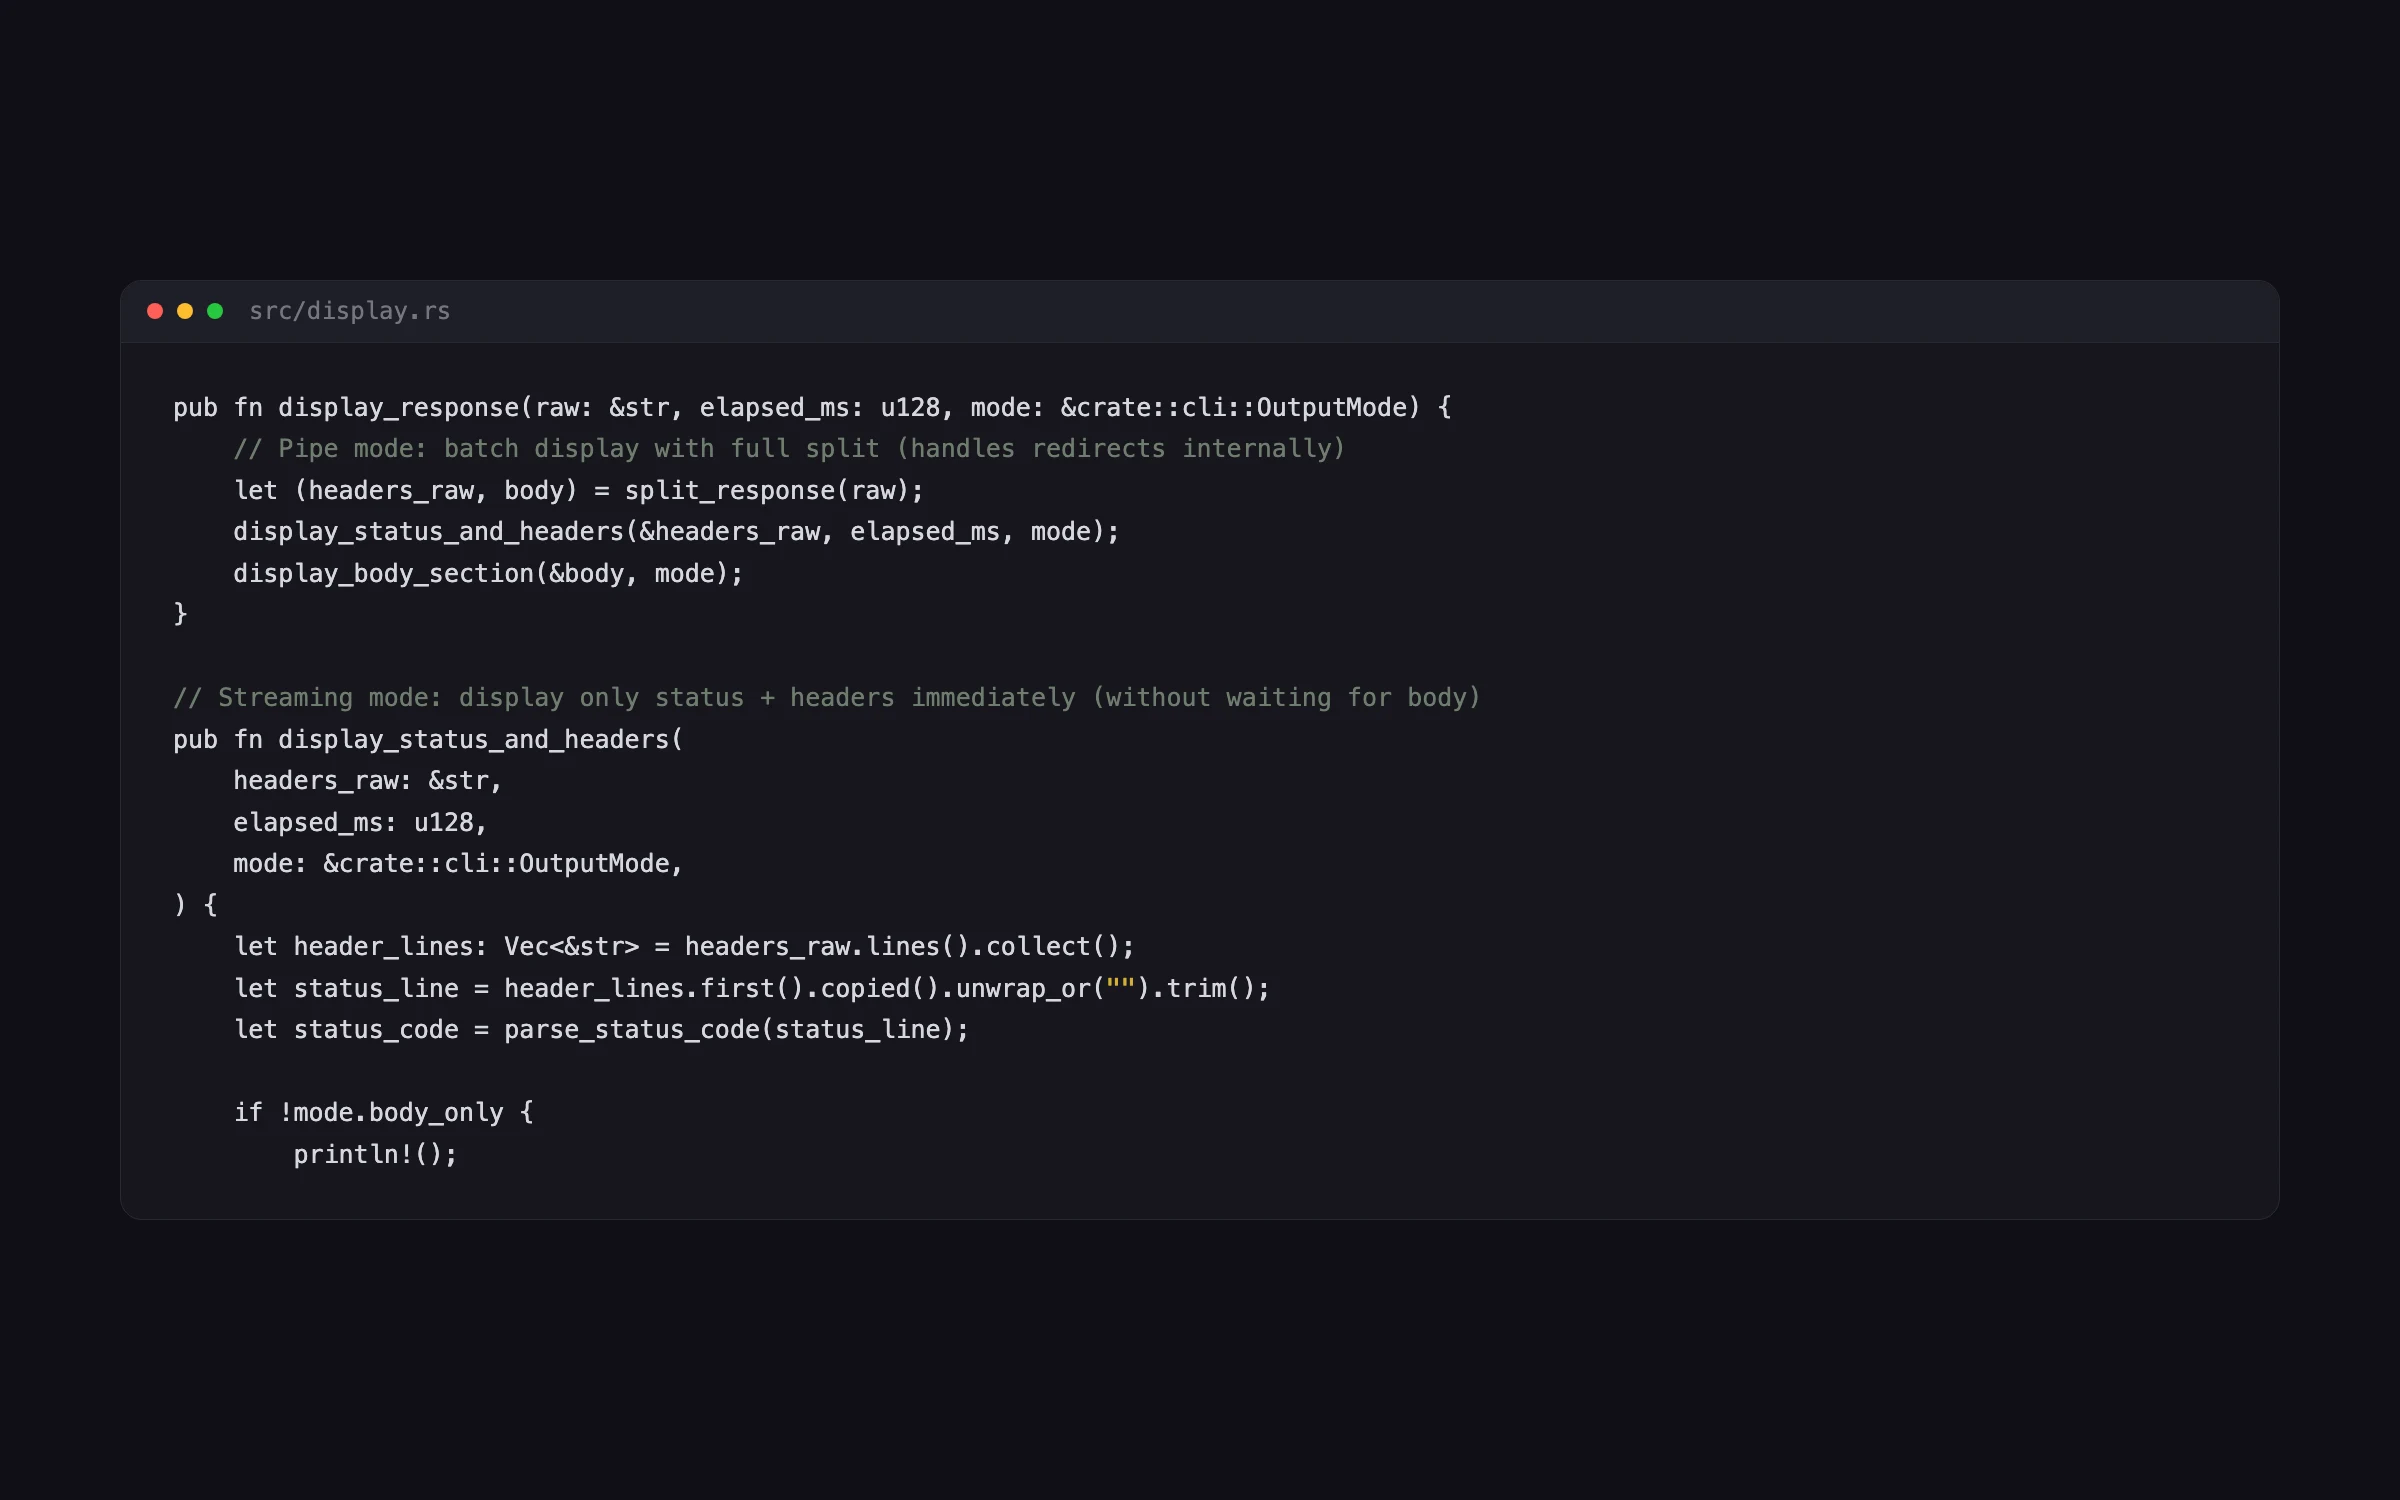 src/display.rs
pub fn display_response(raw: &str, elapsed_ms: u128, mode: &crate::cli::OutputMode) {
    // Pipe mode: batch display with full split (handles redirects internally)
    let (headers_raw, body) = split_response(raw);
    display_status_and_headers(&headers_raw, elapsed_ms, mode);
    display_body_section(&body, mode);
}

// Streaming mode: display only status + headers immediately (without waiting for body)
pub fn display_status_and_headers(
    headers_raw: &str,
    elapsed_ms: u128,
    mode: &crate::cli::OutputMode,
) {
    let header_lines: Vec<&str> = headers_raw.lines().collect();
    let status_line = header_lines.first().copied().unwrap_or("").trim();
    let status_code = parse_status_code(status_line);

    if !mode.body_only {
        println!();